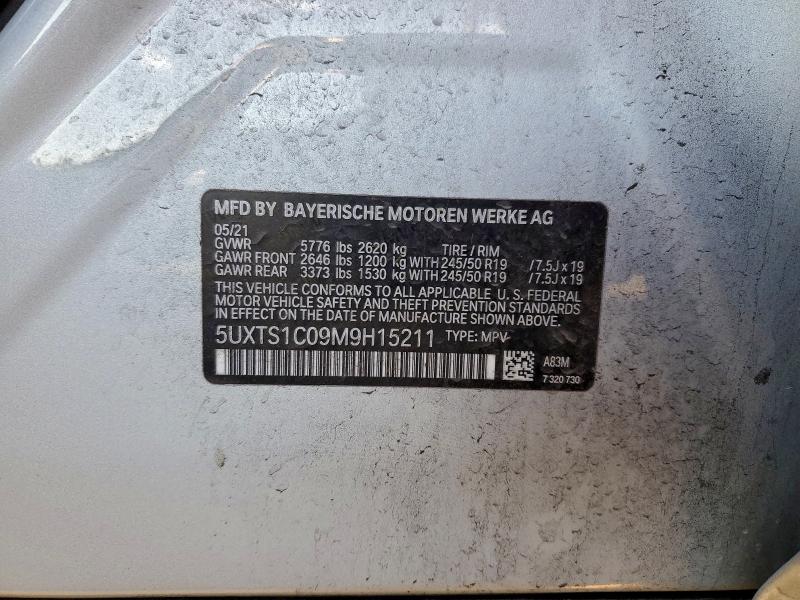 MFD BY BAYERISCHE MOTOREN WERKE AG
05/21
GVWR 5776 lbs 2620 kg TIRE / RIM
GAWR FRONT 2646 lbs 1200 kg WITH 245/50 R19 /7.5J x 19
GAWR REAR 3373 lbs 1530 kg WITH 245/50 R19 /7.5J x 19
THIS VEHICLE CONFORMS TO ALL APPLICABLE U. S. FEDERAL
MOTOR VEHICLE SAFETY AND THEFT PREVENTION STANDARDS
IN EFFECT ON THE DATE OF MANUFACTURE SHOWN ABOVE.
5UXTS1C09M9H15211 TYPE: MPV
A83M
7 320 730